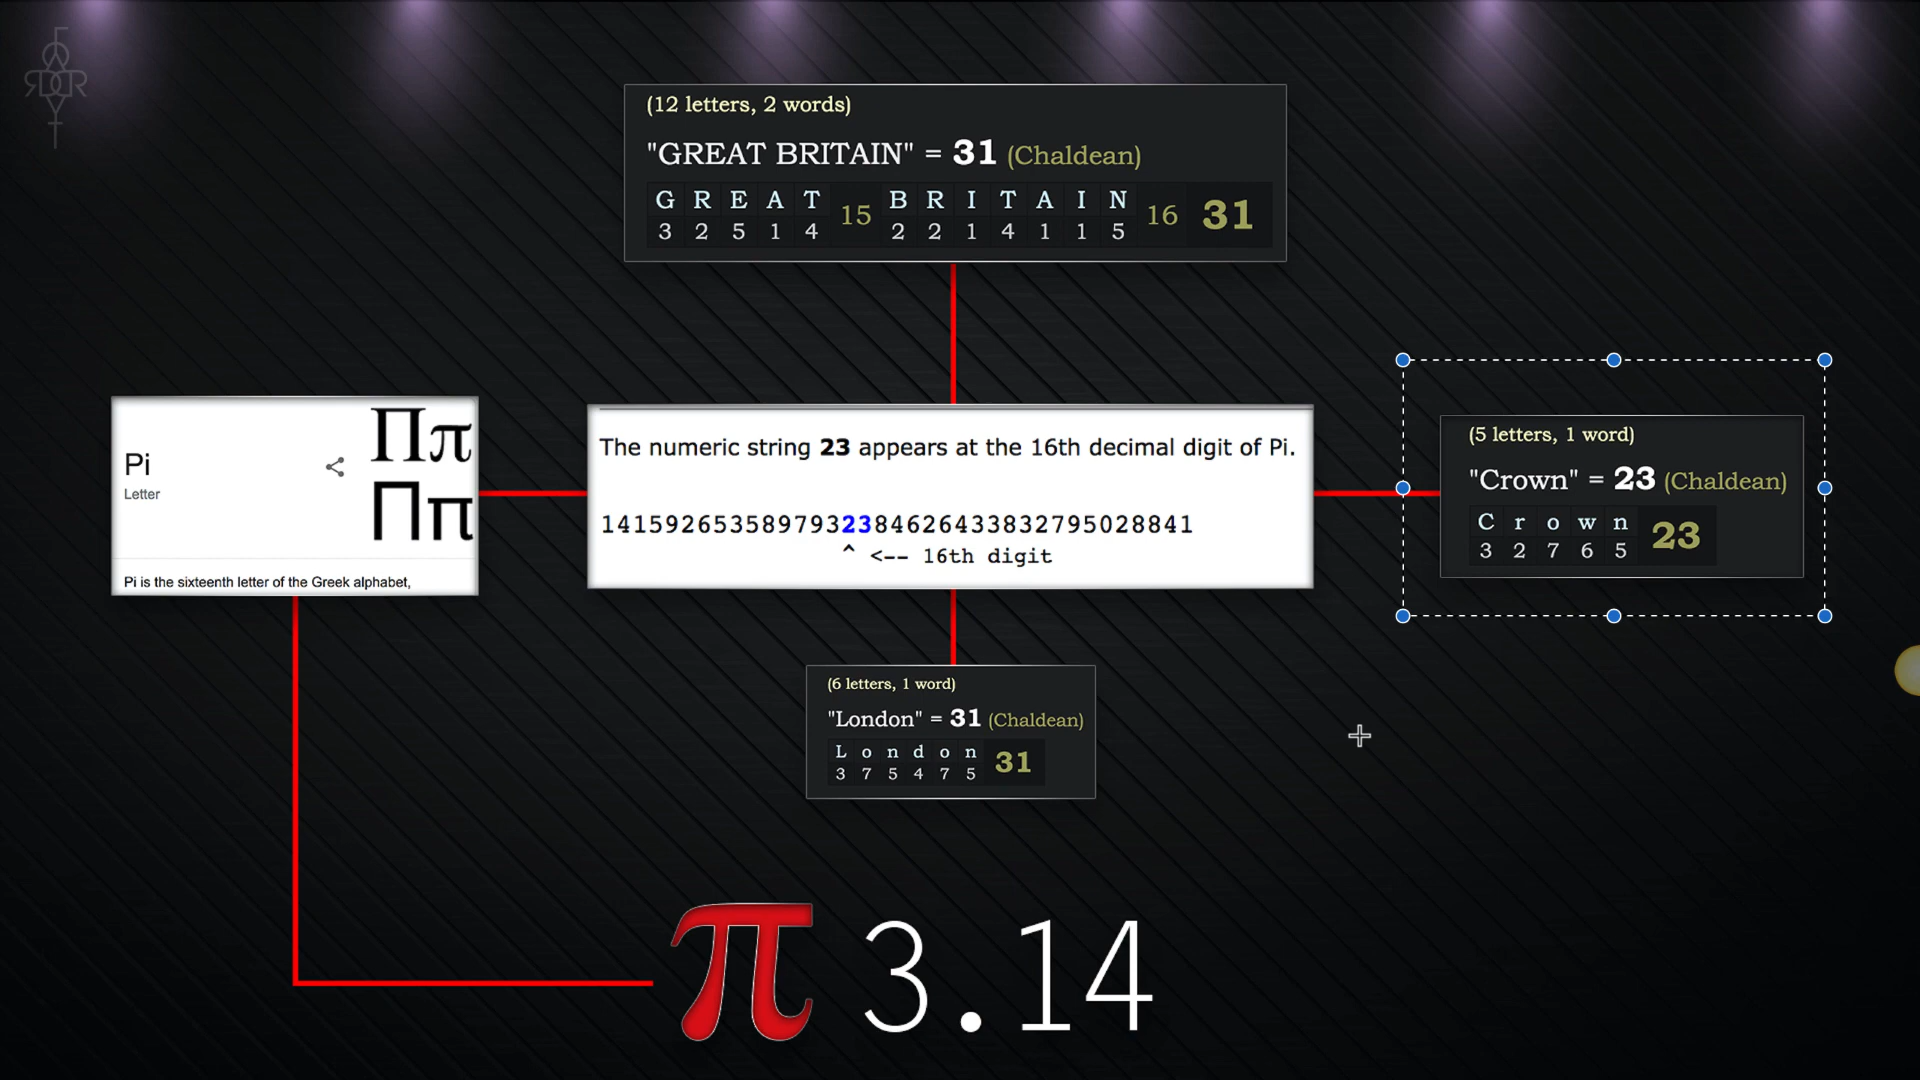 (12 letters, 2 words)
"GREAT BRITAIN" = 31 (Chaldean)
G R E A T 15 B R I T A I N 16 31
3 2 5 1 4 2 2 1 4 1 1 5
Pi
Letter
Ππ
Ππ
Pi is the sixteenth letter of the Greek alphabet,
The numeric string 23 appears at the 16th decimal digit of Pi.
1415926535897932384626433832795028841
^ <-- 16th digit
(5 letters, 1 word)
"Crown" = 23 (Chaldean)
C r o w n 23
3 2 7 6 5
(6 letters, 1 word)
"London" = 31 (Chaldean)
L o n d o n 31
3 7 5 4 7 5
π 3.14